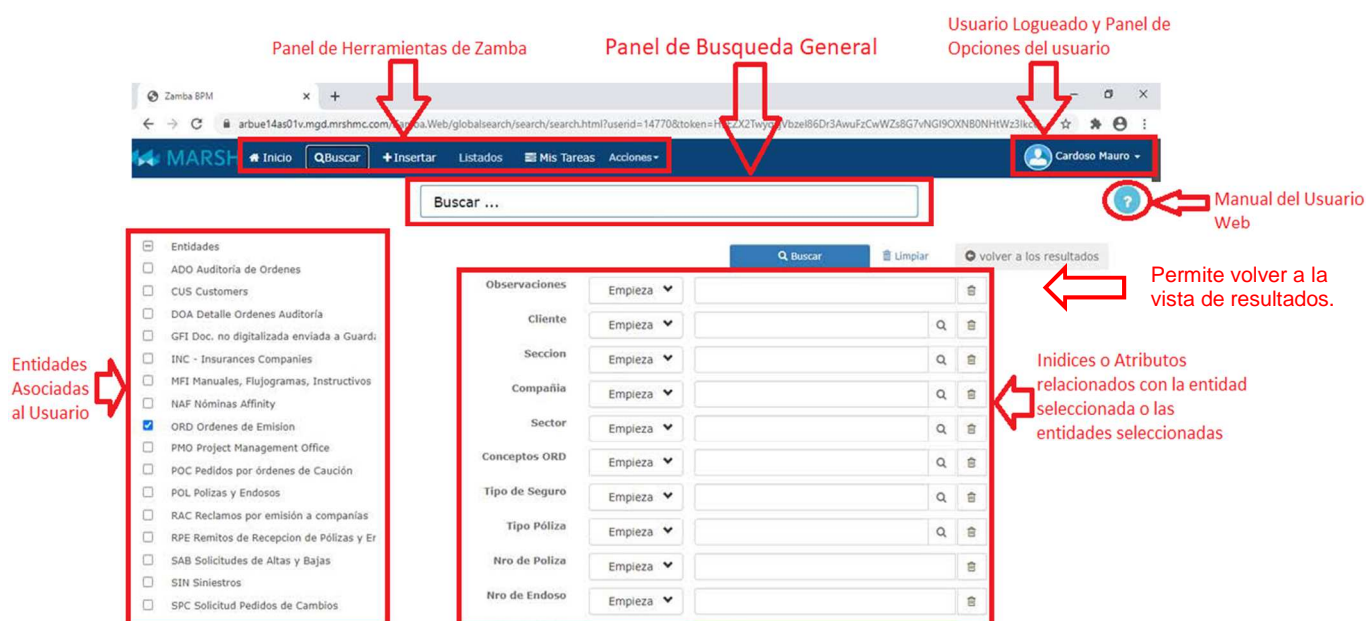 Usuario Logueado y Panel de
Opciones del usuario
Panel de Herramientas de Zamba
Panel de Busqueda General
Zamba BPM
MARSH
Inicio
Buscar
+Insertar
Listados
Mis Tareas
Acciones
Cardoso Mauro
Buscar ...
?
Manual del Usuario
Web
Buscar
Limpiar
volver a los resultados
Permite volver a la
vista de resultados.
Entidades
ADO Auditoría de Ordenes
CUS Customers
DOA Detalle Ordenes Auditoría
GFI Doc. no digitalizada enviada a
INC - Insurances Companies
MFI Manuales, Flujogramas, Instructivos
NAF Nóminas Affinity
ORD Ordenes de Emision
PMO Project Management Office
POC Pedidos por órdenes de Caución
POL Polizas y Endosos
RAC Reclamos por emisión a companías
RPE Remitos de Recepcion de Pólizas y
SAB Solicitudes de Altas y Bajas
SIN Siniestros
SPC Solicitud Pedidos de Cambios
Entidades
Asociadas
al Usuario
Observaciones Empieza
Cliente Empieza
Seccion Empieza
Compañia Empieza
Sector Empieza
Conceptos ORD Empieza
Tipo de Seguro Empieza
Tipo Póliza Empieza
Nro de Poliza Empieza
Nro de Endoso Empieza
Inidices o Atributos
relacionados con la entidad
seleccionada o las
entidades seleccionadas